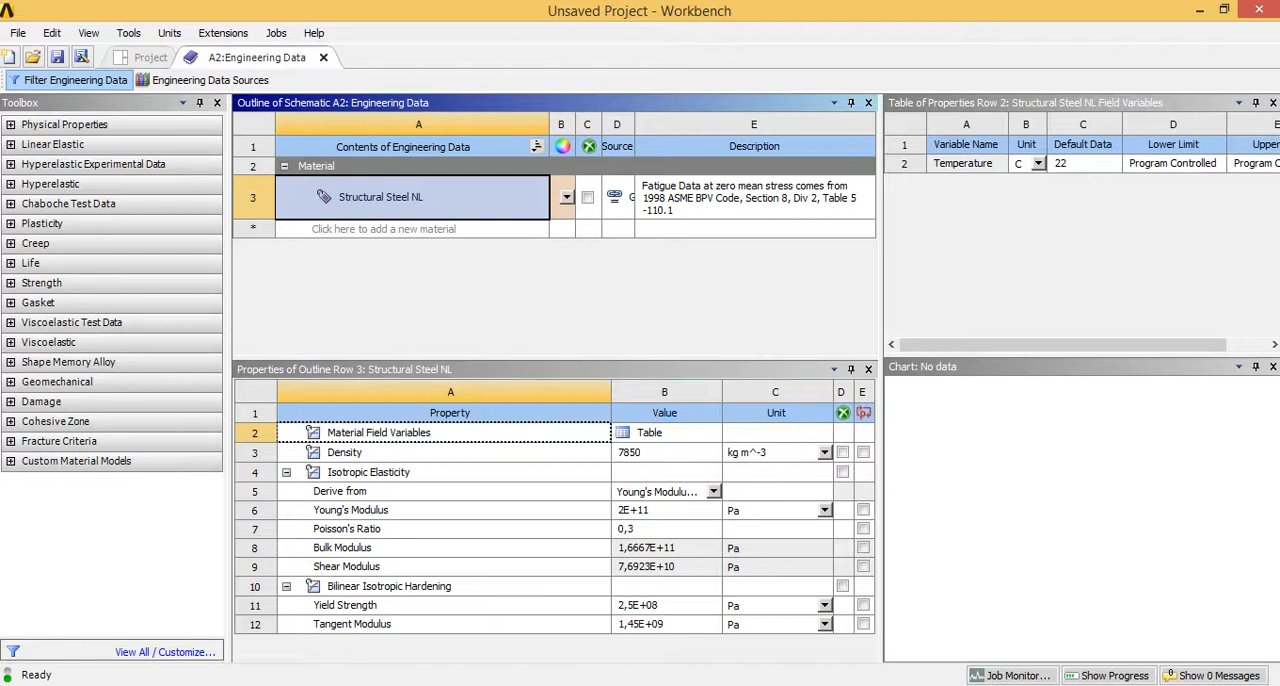 Unsaved Project - Workbench
File Edit View Tools Units Extensions Jobs Help
Project A2:Engineering Data
Filter Engineering Data Engineering Data Sources
Toolbox
Physical Properties
Linear Elastic
Hyperelastic Experimental Data
Hyperelastic
Chaboche Test Data
Plasticity
Creep
Life
Strength
Gasket
Viscoelastic Test Data
Viscoelastic
Shape Memory Alloy
Geomechanical
Damage
Cohesive Zone
Fracture Criteria
Custom Material Models
View All / Customize...
Outline of Schematic A2: Engineering Data
A B C D E
1 Contents of Engineering Data Source Description
2 Material
3 Structural Steel NL G Fatigue Data at zero mean stress comes from
1998 ASME BPV Code, Section 8, Div 2, Table 5
-110.1
* Click here to add a new material
Properties of Outline Row 3: Structural Steel NL
A B C D E
1 Property Value Unit
2 Material Field Variables Table
3 Density 7850 kg m^-3
4 Isotropic Elasticity
5 Derive from Young's Modulu...
6 Young's Modulus 2E+11 Pa
7 Poisson's Ratio 0,3
8 Bulk Modulus 1,6667E+11 Pa
9 Shear Modulus 7,6923E+10 Pa
10 Bilinear Isotropic Hardening
11 Yield Strength 2,5E+08 Pa
12 Tangent Modulus 1,45E+09 Pa
Table of Properties Row 2: Structural Steel NL Field Variables
A B C D E
1 Variable Name Unit Default Data Lower Limit Upper
2 Temperature C 22 Program Controlled Program C
Chart: No data
Ready Job Monitor... Show Progress 0 Show 0 Messages